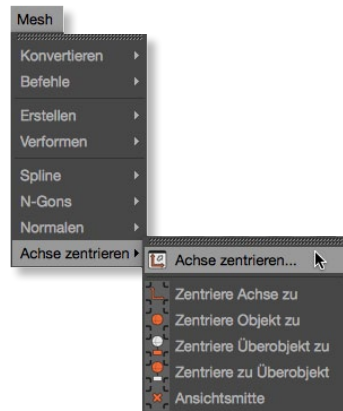 Mesh
Konvertieren
Befehle
Erstellen
Verformen
Spline
N-Gons
Normalen
Achse zentrieren
Achse zentrieren...
Zentriere Achse zu
Zentriere Objekt zu
Zentriere Überobjekt zu
Zentriere zu Überobjekt
Ansichtsmitte